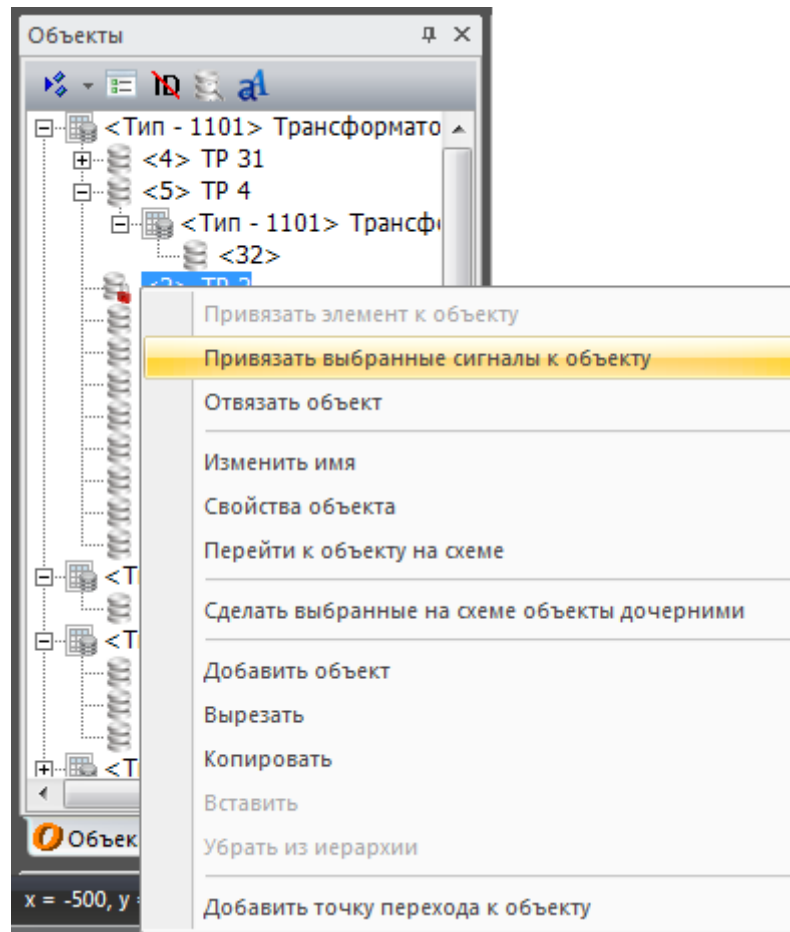 Объекты
ID a1
<Тип - 1101> Трансформато
<4> ТР 31
<5> ТР 4
<Тип - 1101> Трансф
<32>
Привязать элемент к объекту
Привязать выбранные сигналы к объекту
Отвязать объект
Изменить имя
Свойства объекта
Перейти к объекту на схеме
<Т
Сделать выбранные на схеме объекты дочерними
<Т
Добавить объект
Вырезать
Копировать
<Т
Вставить
Объек
Убрать из иерархии
x = -500, y
Добавить точку перехода к объекту